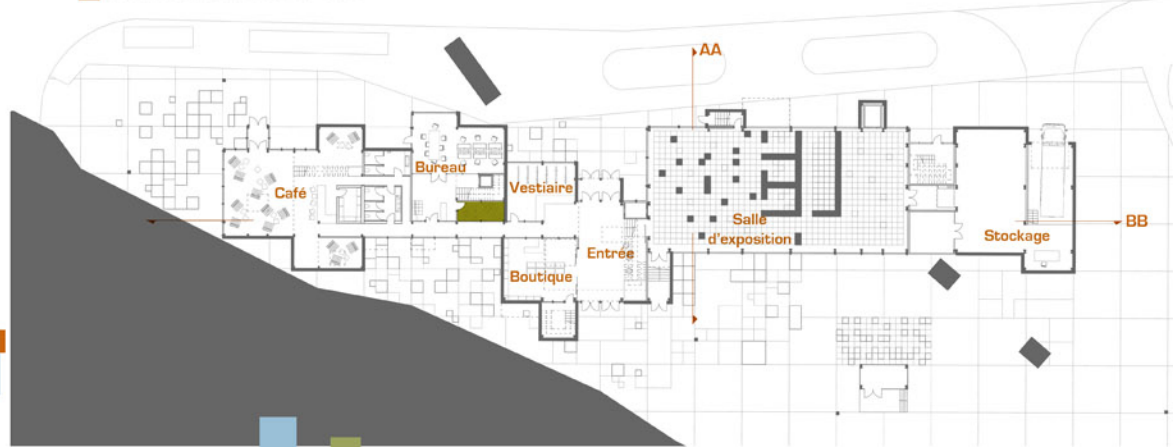 AA
Bureau
Vestiaire
Café
Salle
d'exposition
BB
Stockage
Entrée
Boutique